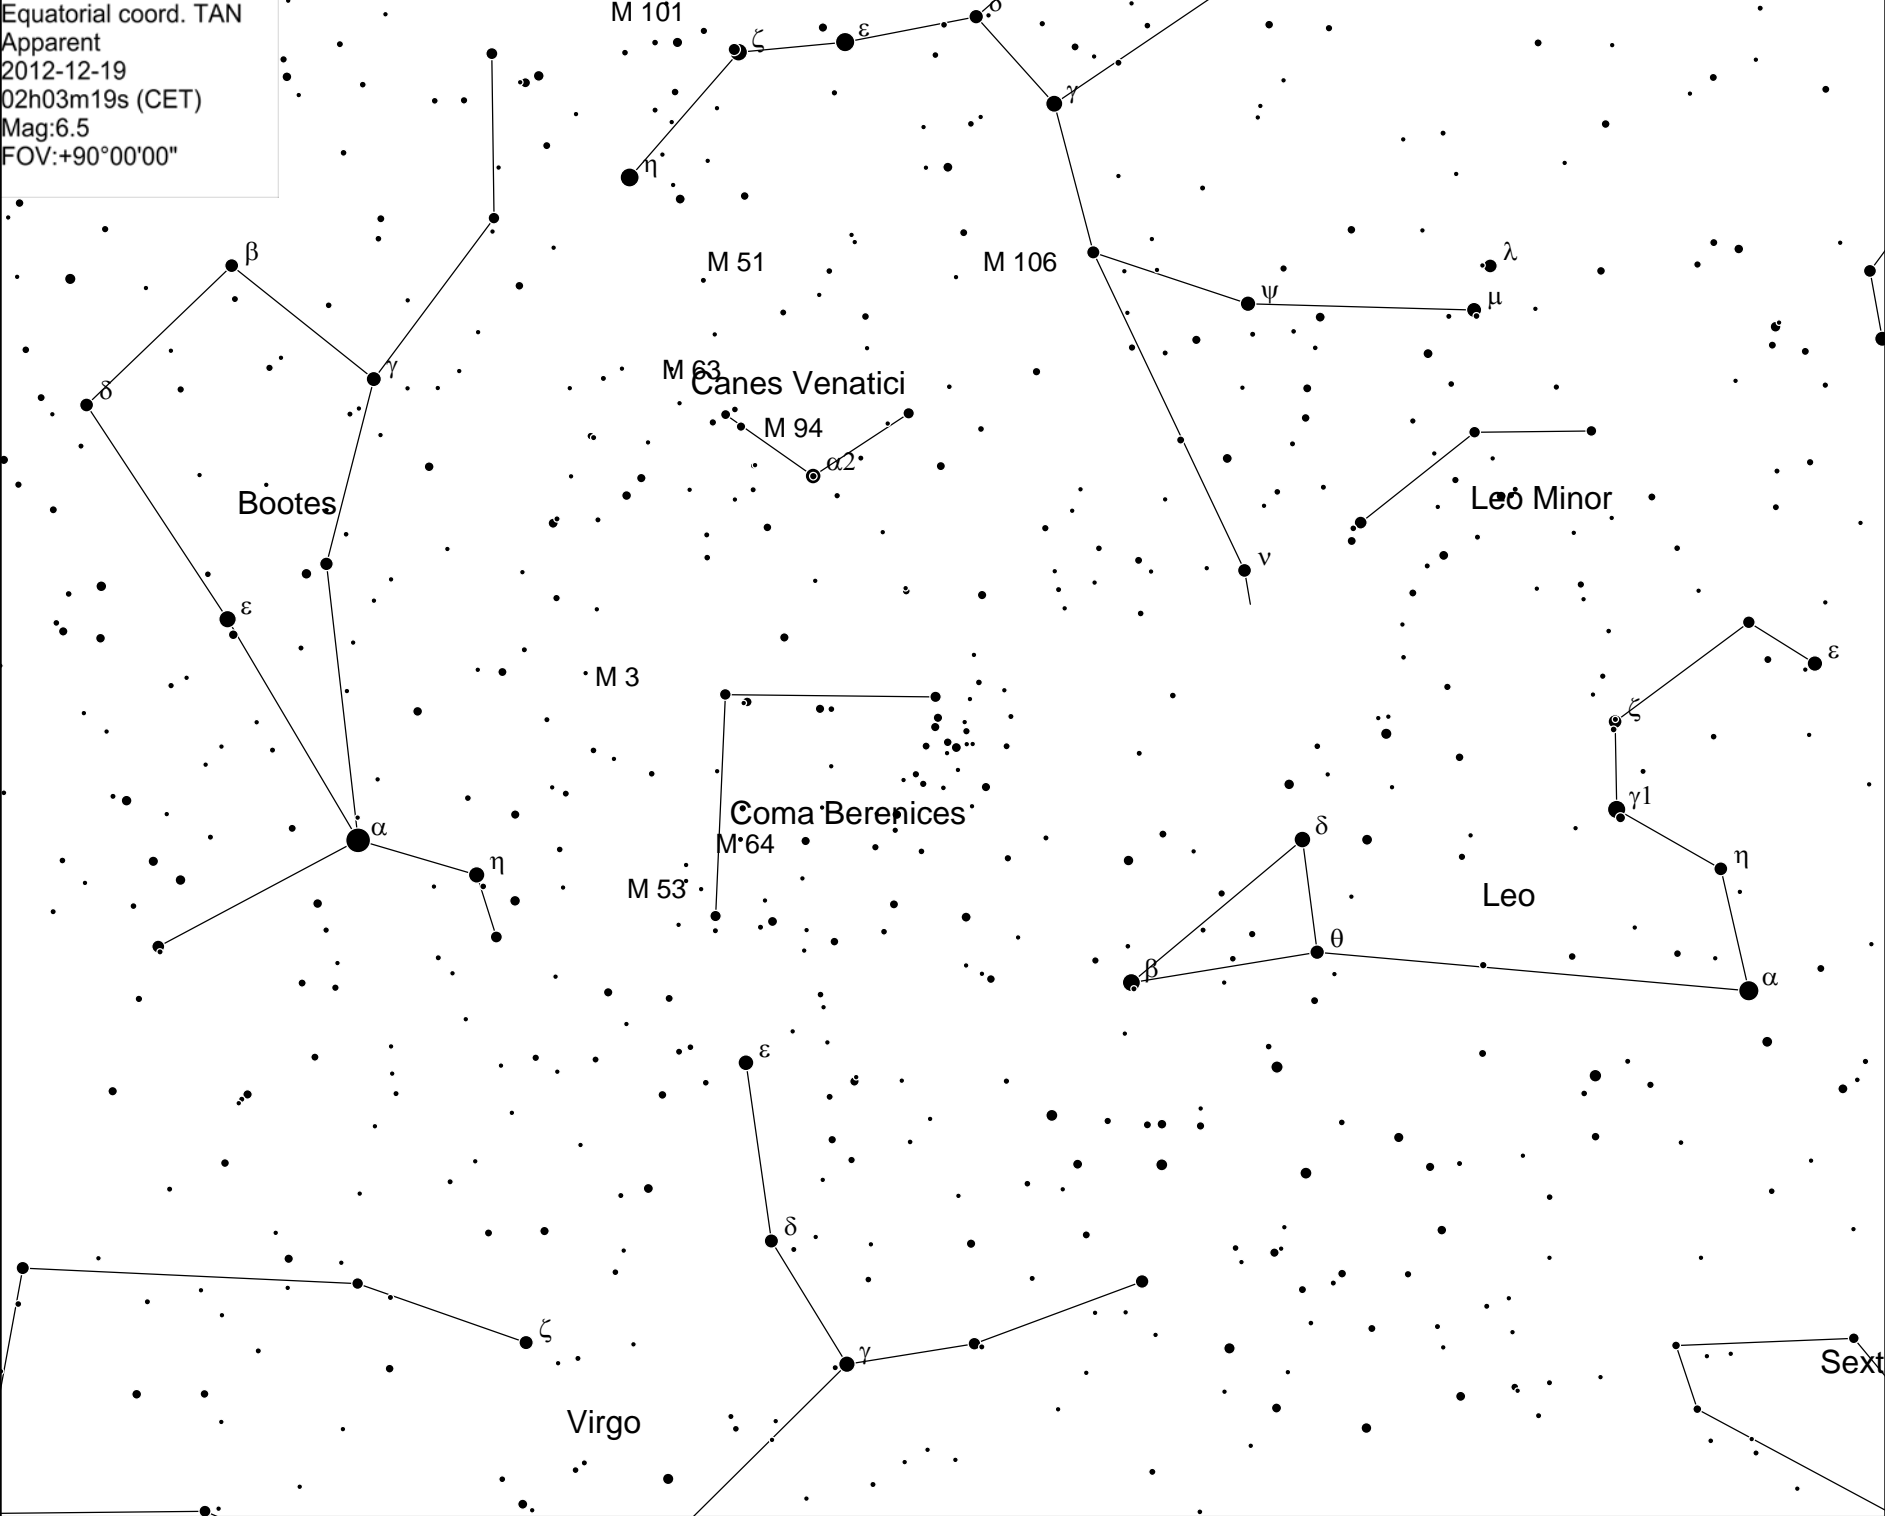 Equatorial coord. TAN
Apparent
2012-12-19
02h03m19s (CET)
Mag:6.5
FOV:+90°00'00"
M 101
ζ
ε
δ
γ
η
β
M 51
M 106
λ
ψ
μ
M 63
Canes Venatici
γ
δ
M 94
α2
Bootes
Leo Minor
ν
ε
ε
M 3
ζ
Coma Berenices
γ1
α
δ
M 64
η
η
M 53
Leo
θ
β
α
ε
δ
ζ
γ
Sext
Virgo